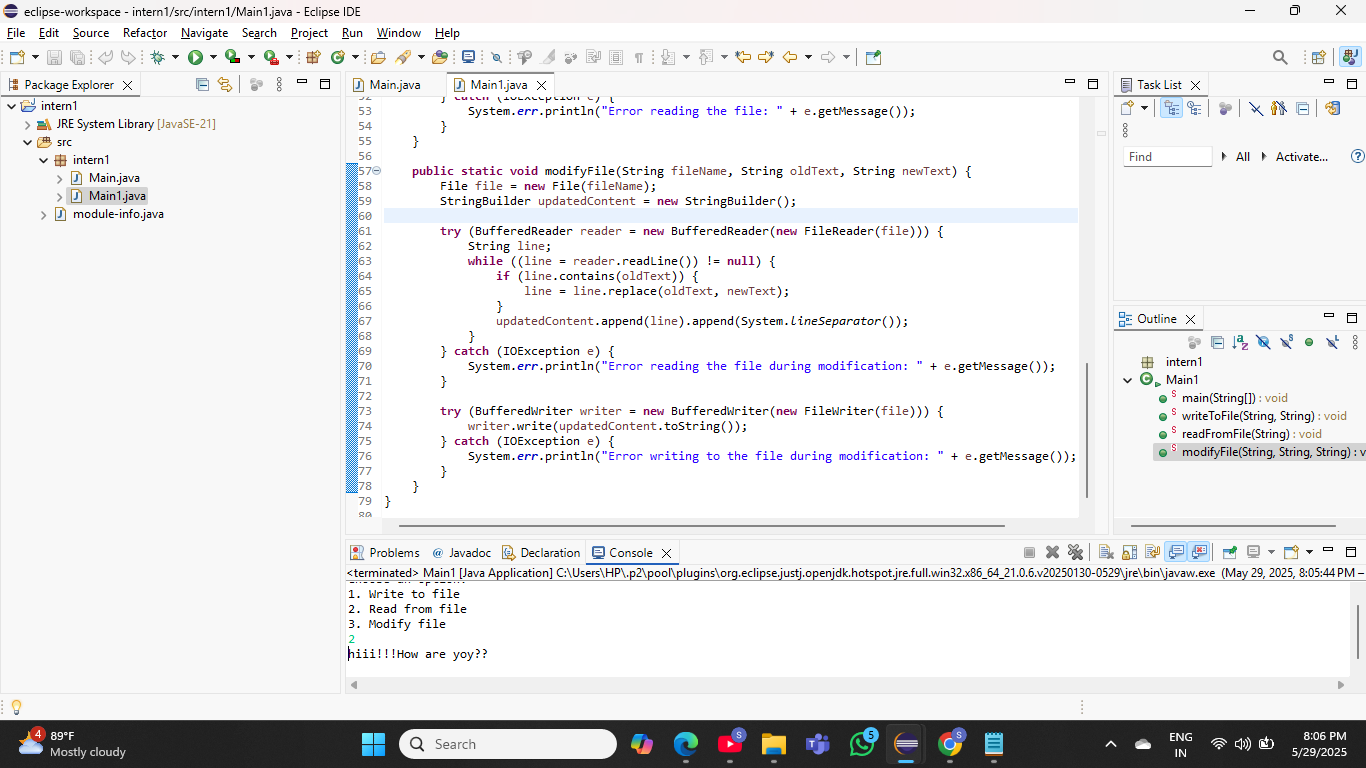 eclipse-workspace - intern1/src/intern1/Main1.java - Eclipse IDE
File Edit Source Refactor Navigate Search Project Run Window Help
Package Explorer
intern1
JRE System Library [JavaSE-21]
src
intern1
Main.java
Main1.java
module-info.java
Main.java Main1.java
52 } catch (IOException e) {
53 System.err.println("Error reading the file: " + e.getMessage());
54 }
55 }
56
57 public static void modifyFile(String fileName, String oldText, String newText) {
58 File file = new File(fileName);
59 StringBuilder updatedContent = new StringBuilder();
60
61 try (BufferedReader reader = new BufferedReader(new FileReader(file))) {
62 String line;
63 while ((line = reader.readLine()) != null) {
64 if (line.contains(oldText)) {
65 line = line.replace(oldText, newText);
66 }
67 updatedContent.append(line).append(System.lineSeparator());
68 }
69 } catch (IOException e) {
70 System.err.println("Error reading the file during modification: " + e.getMessage());
71 }
72
73 try (BufferedWriter writer = new BufferedWriter(new FileWriter(file))) {
74 writer.write(updatedContent.toString());
75 } catch (IOException e) {
76 System.err.println("Error writing to the file during modification: " + e.getMessage());
77 }
78 }
79 }
80
Task List
Find All Activate...
Outline
intern1
Main1
main(String[]) : void
writeToFile(String, String) : void
readFromFile(String) : void
modifyFile(String, String, String) : v
Problems Javadoc Declaration Console
<terminated> Main1 [Java Application] C:\Users\HP\.p2\pool\plugins\org.eclipse.justj.openjdk.hotspot.jre.full.win32.x86_64_21.0.6.v20250130-0529\jre\bin\javaw.exe (May 29, 2025, 8:05:44 PM –
1. Write to file
2. Read from file
3. Modify file
2
hiii!!!How are yoy??
4
89°F
Mostly cloudy
Search
S
5
S
ENG
IN
8:06 PM
5/29/2025